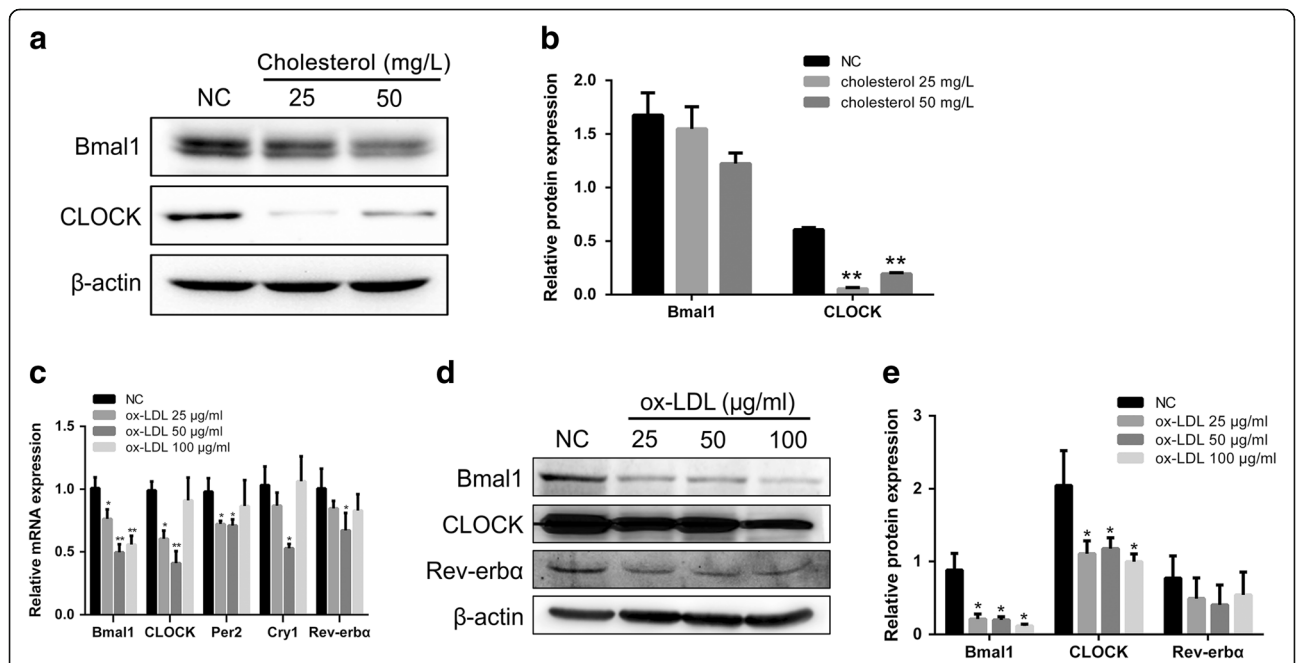 a
Cholesterol (mg/L)
NC 25 50
Bmal1
CLOCK
β-actin
b
NC
cholesterol 25 mg/L
cholesterol 50 mg/L
Relative protein expression
2.0
1.5
1.0
0.5
0.0
** **
Bmal1 CLOCK
c
NC
ox-LDL 25 µg/ml
ox-LDL 50 µg/ml
ox-LDL 100 µg/ml
Relative mRNA expression
1.5
1.0
0.5
0.0
* ** ** * ** * * * *
Bmal1 CLOCK Per2 Cry1 Rev-erbα
d
ox-LDL (µg/ml)
NC 25 50 100
Bmal1
CLOCK
Rev-erbα
β-actin
e
NC
ox-LDL 25 µg/ml
ox-LDL 50 µg/ml
ox-LDL 100 µg/ml
Relative protein expression
3
2
1
0
* * * * * *
Bmal1 CLOCK Rev-erbα